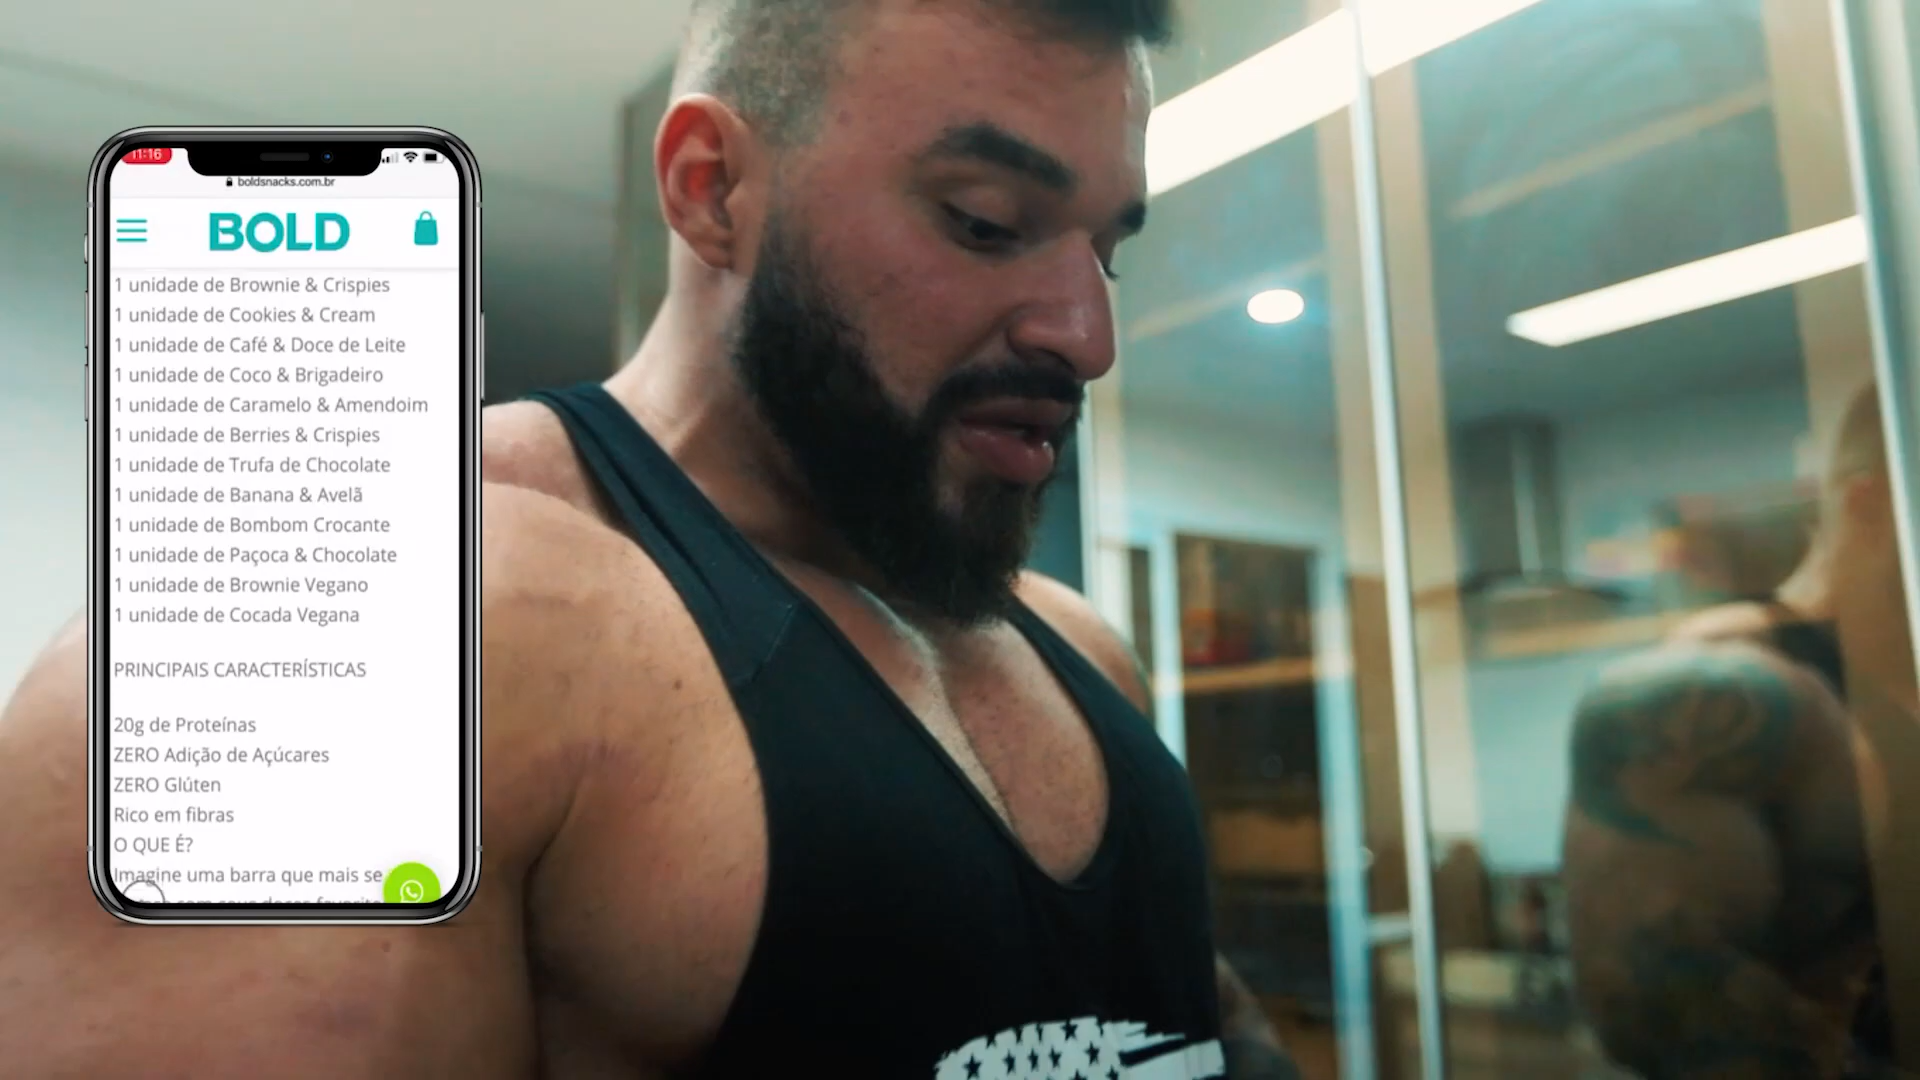 11:16
boldsnacks.com.br
BOLD
1 unidade de Brownie & Crispies
1 unidade de Cookies & Cream
1 unidade de Café & Doce de Leite
1 unidade de Coco & Brigadeiro
1 unidade de Caramelo & Amendoim
1 unidade de Berries & Crispies
1 unidade de Trufa de Chocolate
1 unidade de Banana & Avelã
1 unidade de Bombom Crocante
1 unidade de Paçoca & Chocolate
1 unidade de Brownie Vegano
1 unidade de Cocada Vegana
PRINCIPAIS CARACTERÍSTICAS
20g de Proteínas
ZERO Adição de Açúcares
ZERO Glúten
Rico em fibras
O QUE É?
Imagine uma barra que mais se